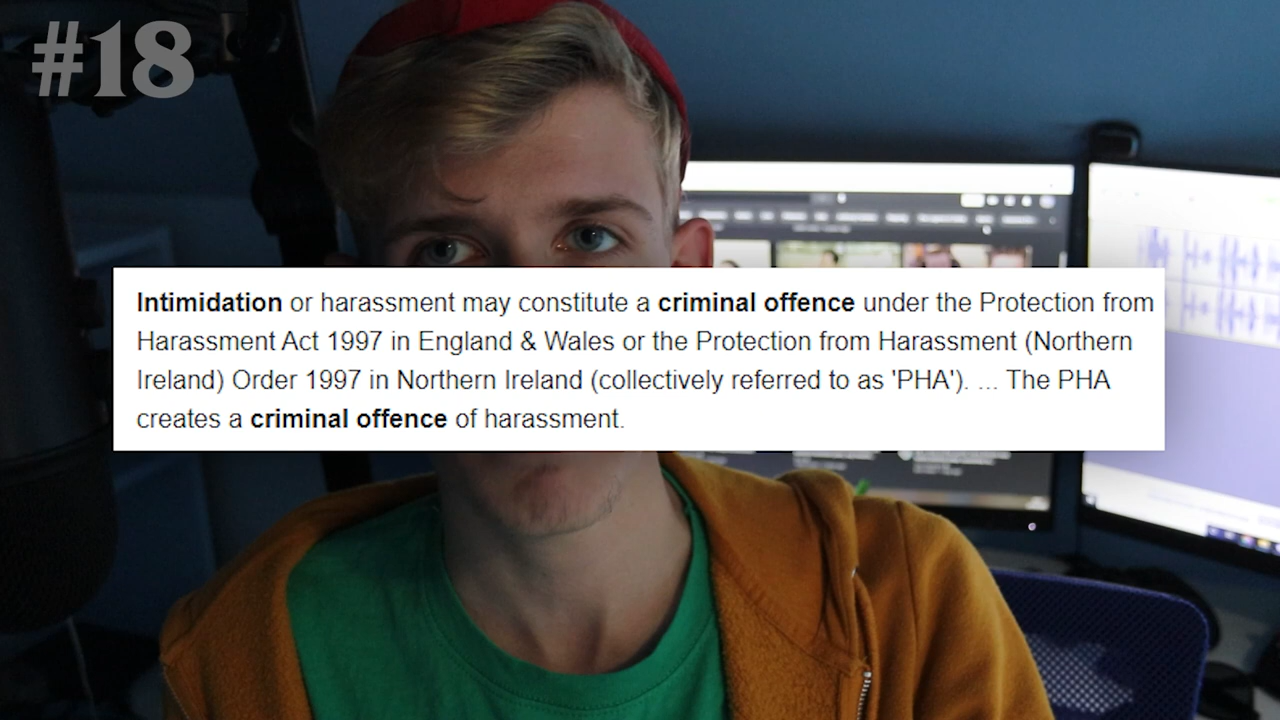 #18
Intimidation or harassment may constitute a criminal offence under the Protection from
Harassment Act 1997 in England & Wales or the Protection from Harassment (Northern
Ireland) Order 1997 in Northern Ireland (collectively referred to as 'PHA'). ... The PHA
creates a criminal offence of harassment.